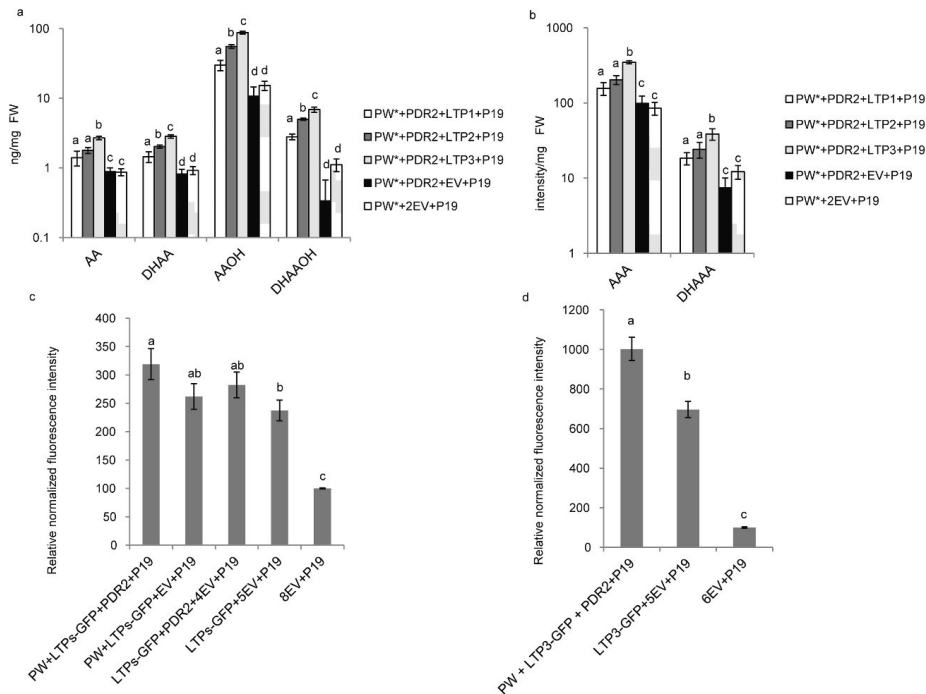 a
ng/mg FW
100
10
1
0.1
a a b c c
a b c d d
a b c d d
a b c d d
AA
DHAA
AAOH
DHAAOH
PW*+PDR2+LTP1+P19
PW*+PDR2+LTP2+P19
PW*+PDR2+LTP3+P19
PW*+PDR2+EV+P19
PW*+2EV+P19
b
intensity/mg FW
1000
100
10
1
a a b c c
a a b c c
AAA
DHAAA
PW*+PDR2+LTP1+P19
PW*+PDR2+LTP2+P19
PW*+PDR2+LTP3+P19
PW*+PDR2+EV+P19
PW*+2EV+P19
c
Relative normalized fluorescence intensity
400
350
300
250
200
150
100
50
0
a
ab
ab
b
c
PW+LTPs-GFP+PDR2+P19
PW+LTPs-GFP+EV+P19
LTPs-GFP+PDR2+4EV+P19
LTPs-GFP+5EV+P19
8EV+P19
d
Relative normalized fluorescence intensity
1200
1000
800
600
400
200
0
a
b
c
PW + LTP3-GFP + PDR2+P19
LTP3-GFP+5EV+P19
6EV+P19